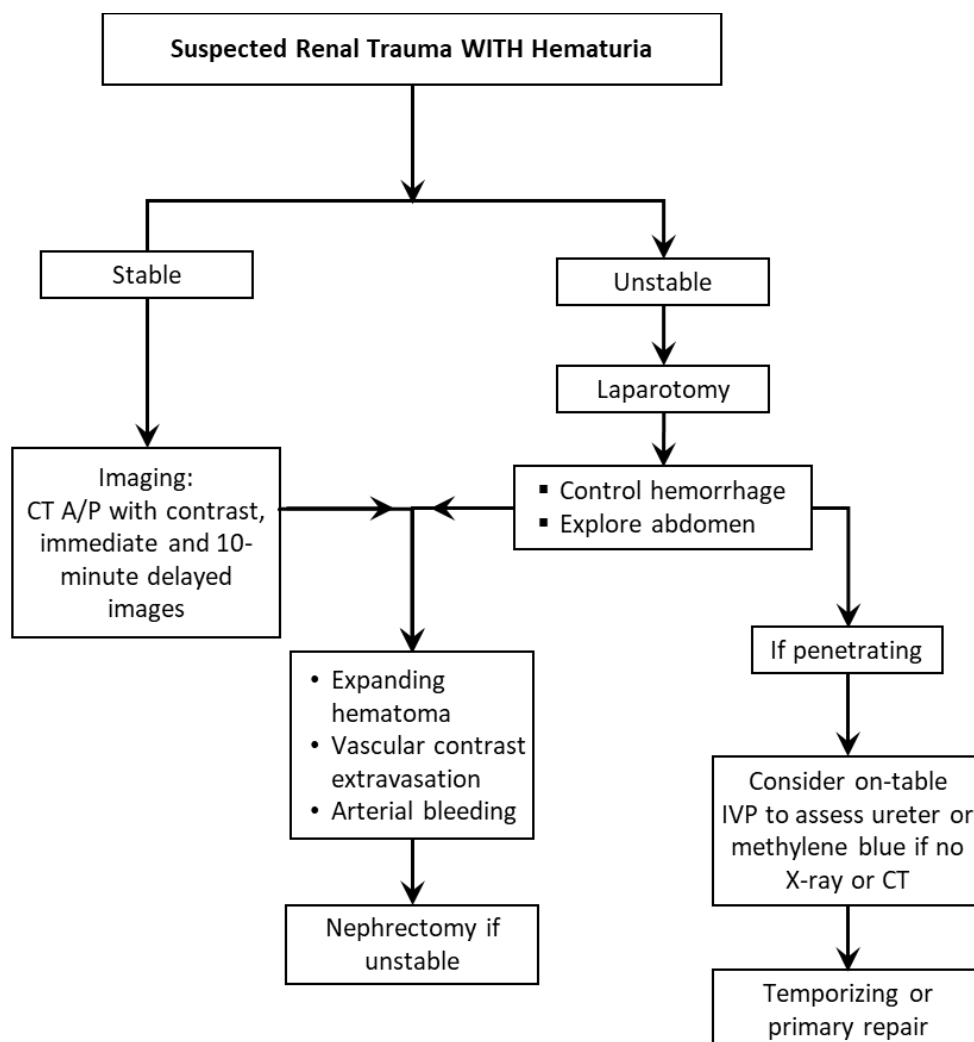 Suspected Renal Trauma WITH Hematuria
Stable
Unstable
Laparotomy
Imaging:
CT A/P with contrast,
immediate and 10-
minute delayed
images
▪ Control hemorrhage
▪ Explore abdomen
If penetrating
• Expanding
hematoma
• Vascular contrast
extravasation
• Arterial bleeding
Consider on-table
IVP to assess ureter or
methylene blue if no
X-ray or CT
Nephrectomy if
unstable
Temporizing or
primary repair